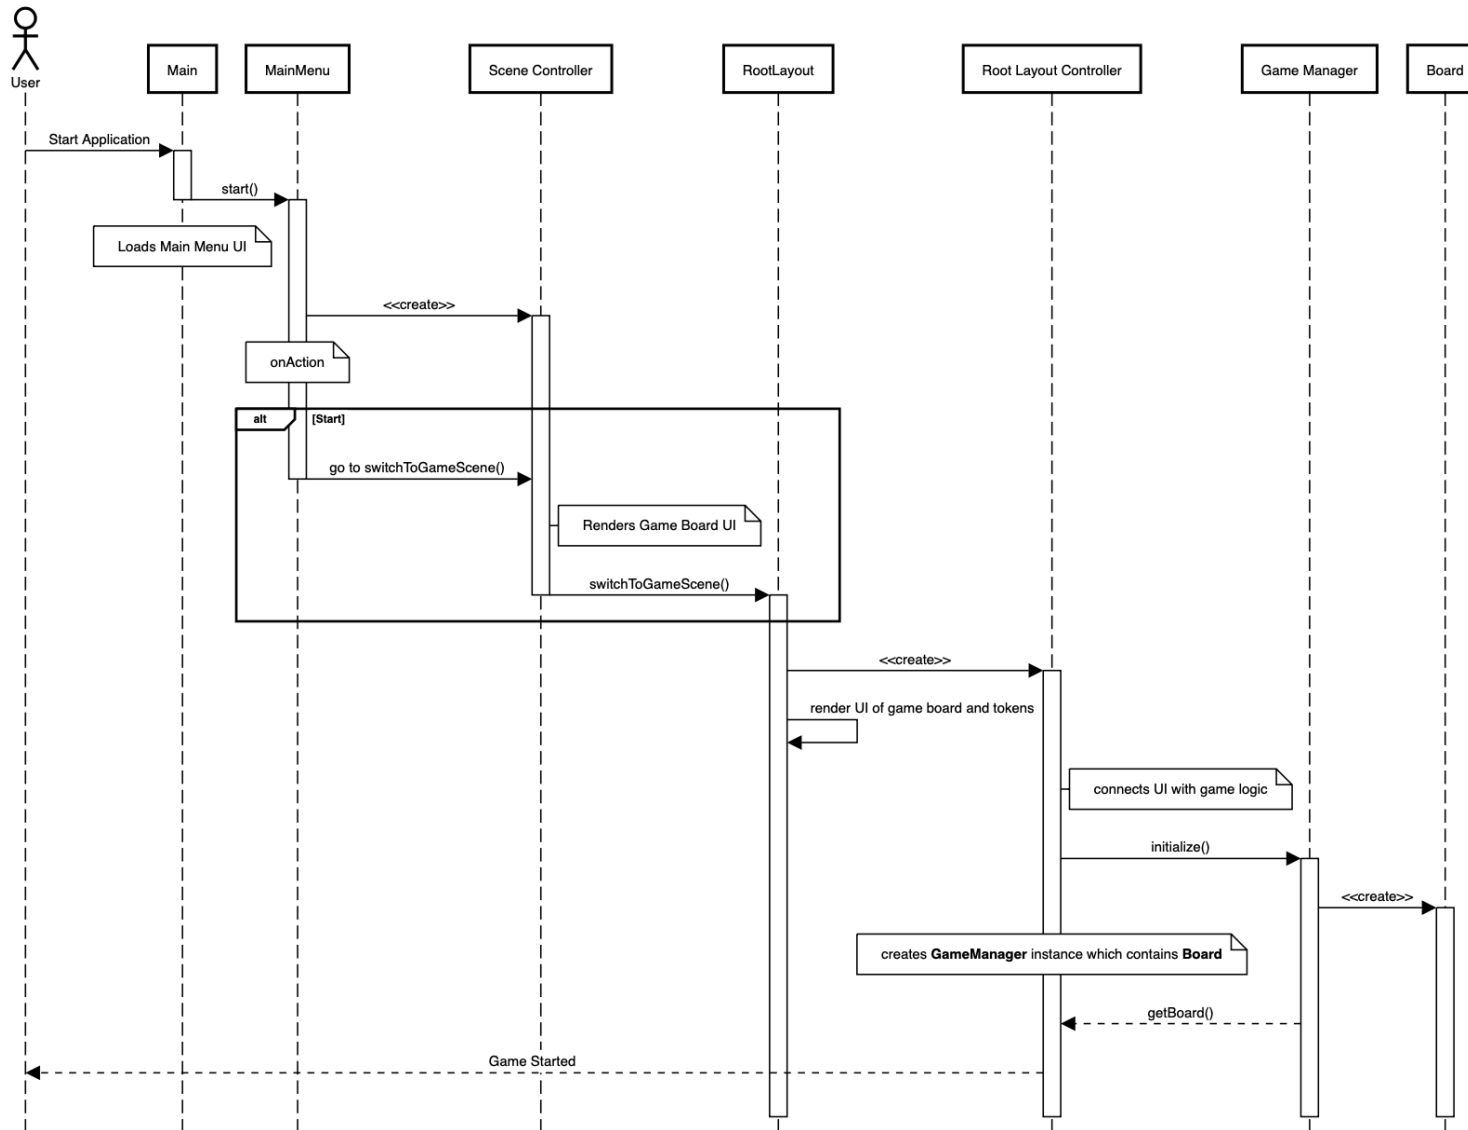 User
Main
MainMenu
Scene Controller
RootLayout
Root Layout Controller
Game Manager
Board
Start Application
start()
Loads Main Menu UI
<<create>>
onAction
alt
[Start]
go to switchToGameScene()
Renders Game Board UI
switchToGameScene()
<<create>>
render UI of game board and tokens
connects UI with game logic
initialize()
<<create>>
creates GameManager instance which contains Board
getBoard()
Game Started